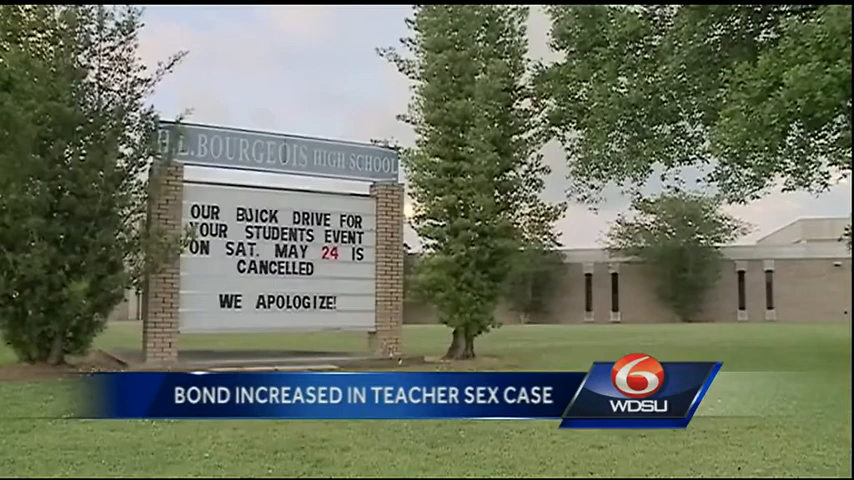 H.L.BOURGEOIS HIGH SCHOOL
OUR BUICK DRIVE FOR
YOUR STUDENTS EVENT
ON SAT. MAY 24 IS
CANCELLED
WE APOLOGIZE!
BOND INCREASED IN TEACHER SEX CASE
6
WDSU